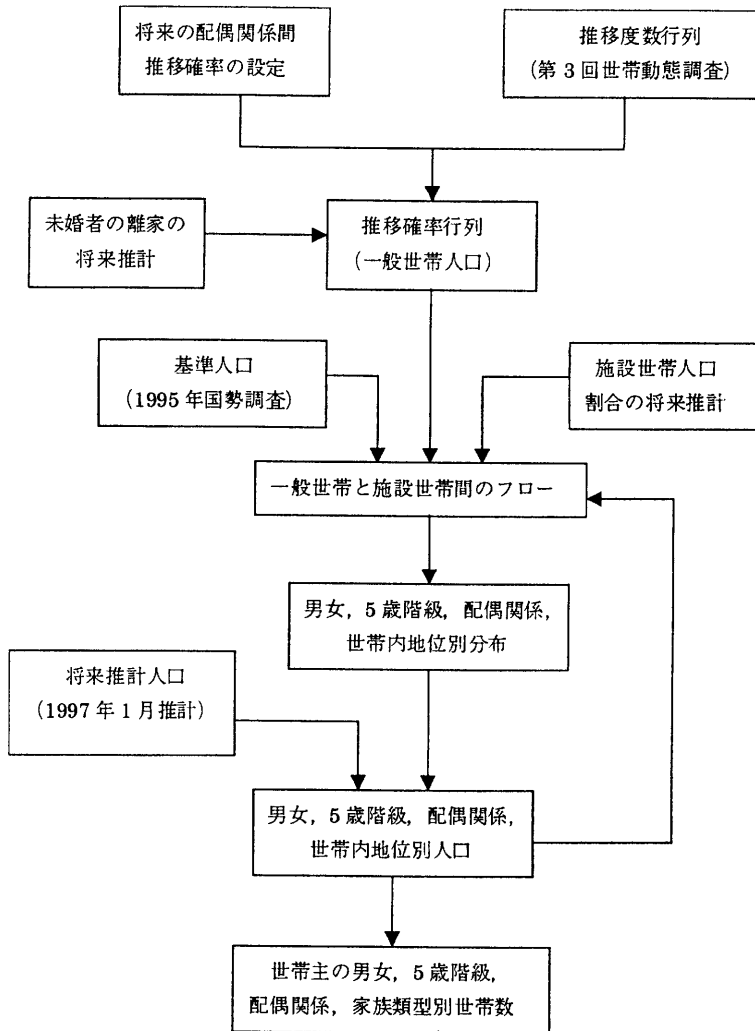 将来の配偶関係間
推移確率の設定
推移度数行列
(第3回世帯動態調査)
未婚者の離家の
将来推計
推移確率行列
(一般世帯人口)
基準人口
(1995年国勢調査)
施設世帯人口
割合の将来推計
一般世帯と施設世帯間のフロー
男女, 5歳階級, 配偶関係,
世帯内地位別分布
将来推計人口
(1997年1月推計)
男女, 5歳階級, 配偶関係,
世帯内地位別人口
世帯主の男女, 5歳階級,
配偶関係, 家族類型別世帯数